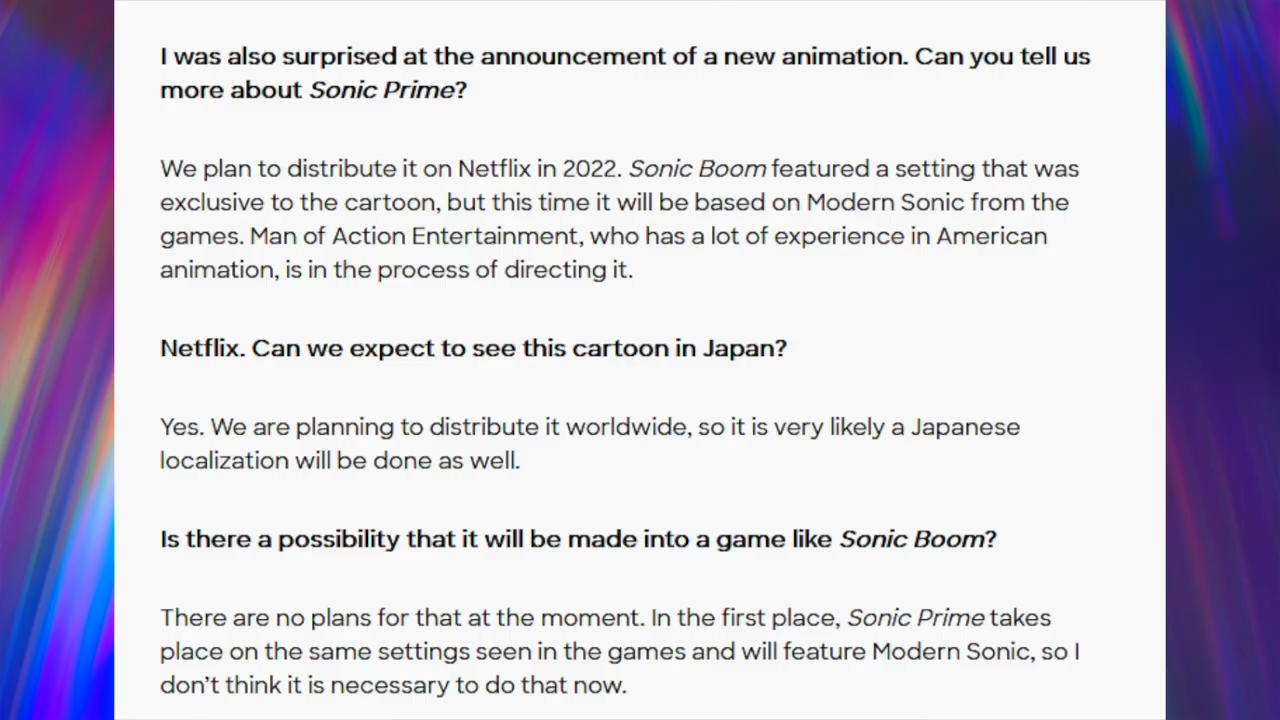 I was also surprised at the announcement of a new animation. Can you tell us
more about Sonic Prime?
We plan to distribute it on Netflix in 2022. Sonic Boom featured a setting that was
exclusive to the cartoon, but this time it will be based on Modern Sonic from the
games. Man of Action Entertainment, who has a lot of experience in American
animation, is in the process of directing it.
Netflix. Can we expect to see this cartoon in Japan?
Yes. We are planning to distribute it worldwide, so it is very likely a Japanese
localization will be done as well.
Is there a possibility that it will be made into a game like Sonic Boom?
There are no plans for that at the moment. In the first place, Sonic Prime takes
place on the same settings seen in the games and will feature Modern Sonic, so I
don’t think it is necessary to do that now.